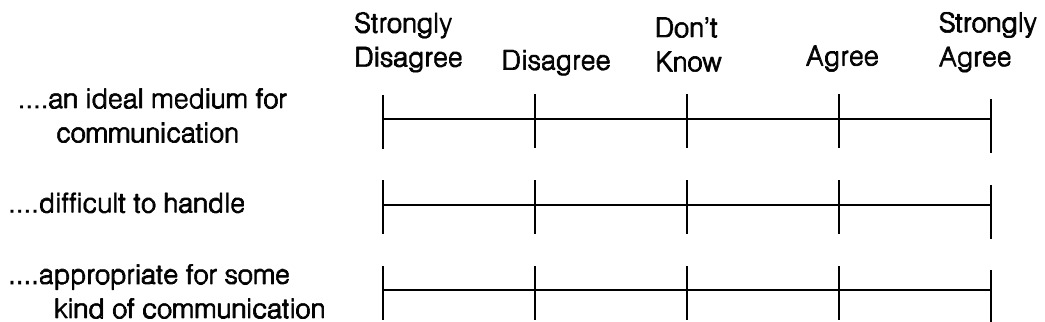 Strongly Disagree
Disagree
Don't Know
Agree
Strongly Agree
....an ideal medium for
communication
....difficult to handle
....appropriate for some
kind of communication